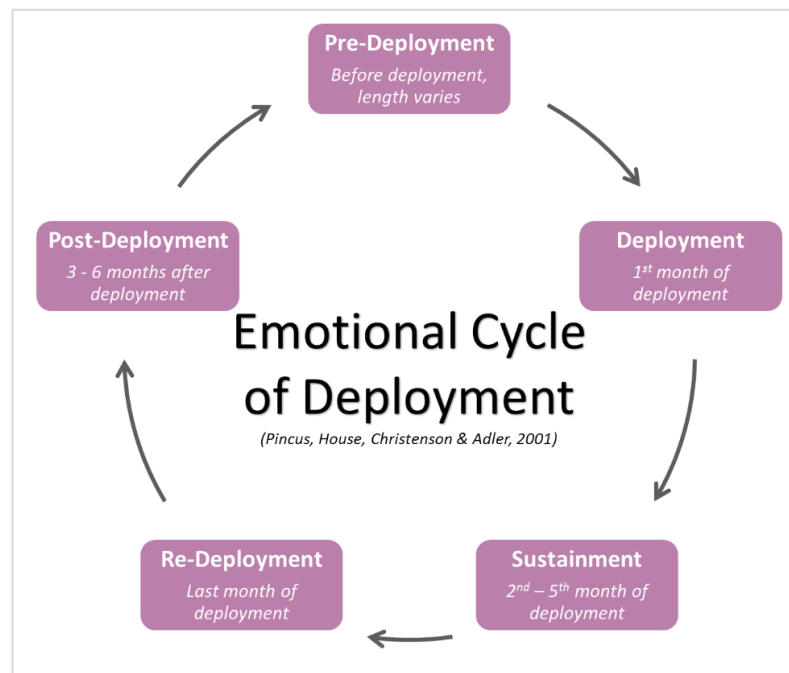 Pre-Deployment
Before deployment,
length varies
Deployment
1st month of
deployment
Sustainment
2nd – 5th month of
deployment
Re-Deployment
Last month of
deployment
Post-Deployment
3 - 6 months after
deployment
Emotional Cycle
of Deployment
(Pincus, House, Christenson & Adler, 2001)